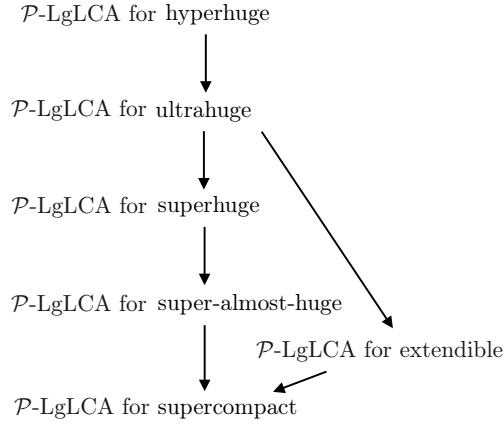 𝒫-LgLCA for hyperhuge
𝒫-LgLCA for ultrahuge
𝒫-LgLCA for superhuge
𝒫-LgLCA for super-almost-huge
𝒫-LgLCA for extendible
𝒫-LgLCA for supercompact